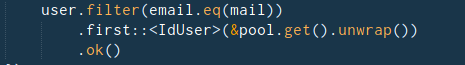 user.filter(email.eq(mail))
.first::<IdUser>(&pool.get().unwrap())
.ok()